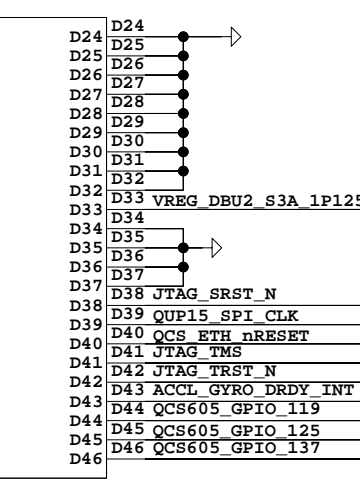 D24
D24
D25
D25
D26
D26
D27
D27
D28
D28
D29
D29
D30
D30
D31
D31
D32
D32
D33 VREG_DBU2_S3A_1P125
D33
D34
D34
D35
D35
D36
D36
D37
D37
D38 JTAG_SRST_N
D38
D39 QUP15_SPI_CLK
D39
D40 QCS_ETH_nRESET
D40
D41 JTAG_TMS
D41
D42 JTAG_TRST_N
D42
D43 ACCL_GYRO_DRDY_INT
D43
D44 QCS605_GPIO_119
D44
D45 QCS605_GPIO_125
D45
D46 QCS605_GPIO_137
D46